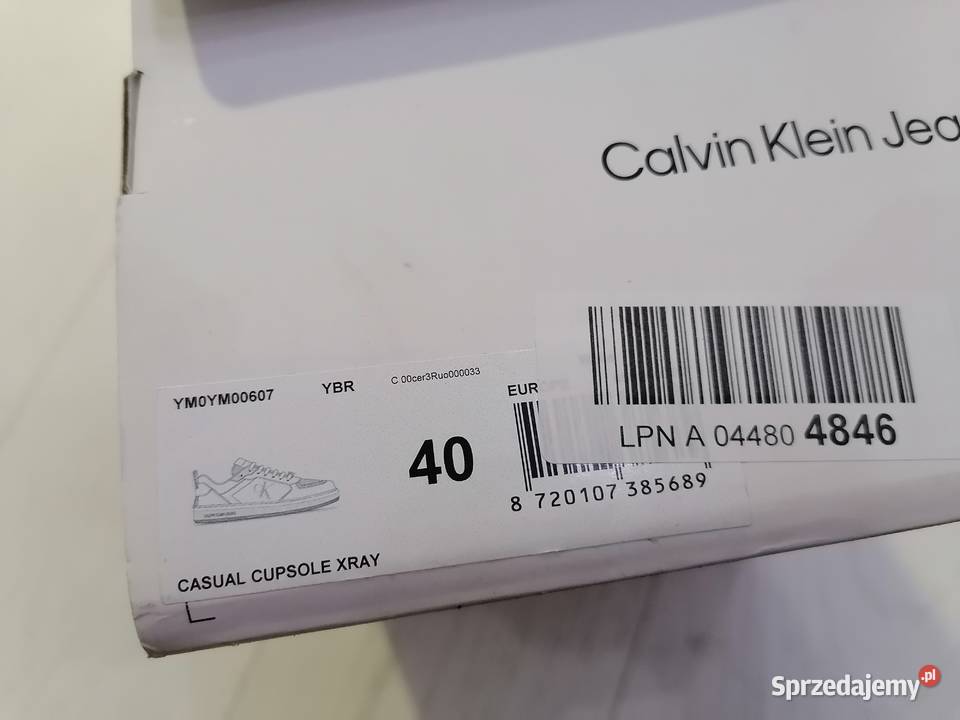 Calvin Klein Jea
LPN A 04480 4846
YM0YM00607 YBR C 00cer3Ruo000033 EUR
40
8 720107 385689
CASUAL CUPSOLE XRAY
Sprzedajemy.pl